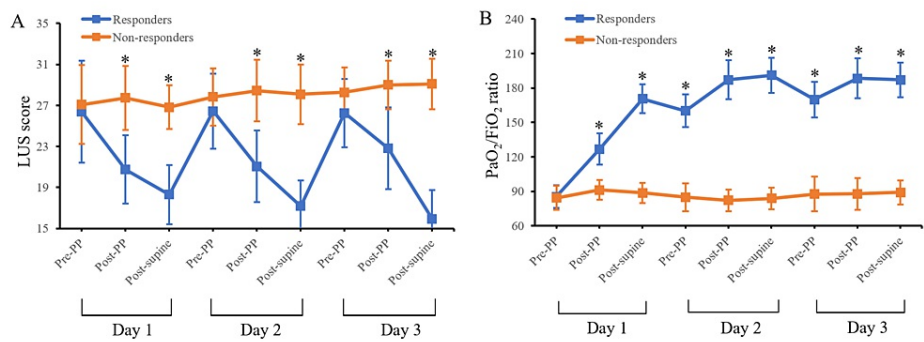 A
Responders
Non-responders
35
31
27
23
19
15
LUS score
* * * * * *
Pre-PP
Post-PP
Post-supine
Pre-PP
Post-PP
Post-supine
Pre-PP
Post-PP
Post-supine
Day 1
Day 2
Day 3
B
Responders
Non-responders
240
210
180
150
120
90
60
PaO₂/FiO₂ ratio
* * * * * * * *
Pre-PP
Post-PP
Post-supine
Pre-PP
Post-PP
Post-supine
Pre-PP
Post-PP
Post-supine
Day 1
Day 2
Day 3